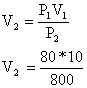 V₂ = P₁V₁ / P₂
V₂ = 80*10 / 800